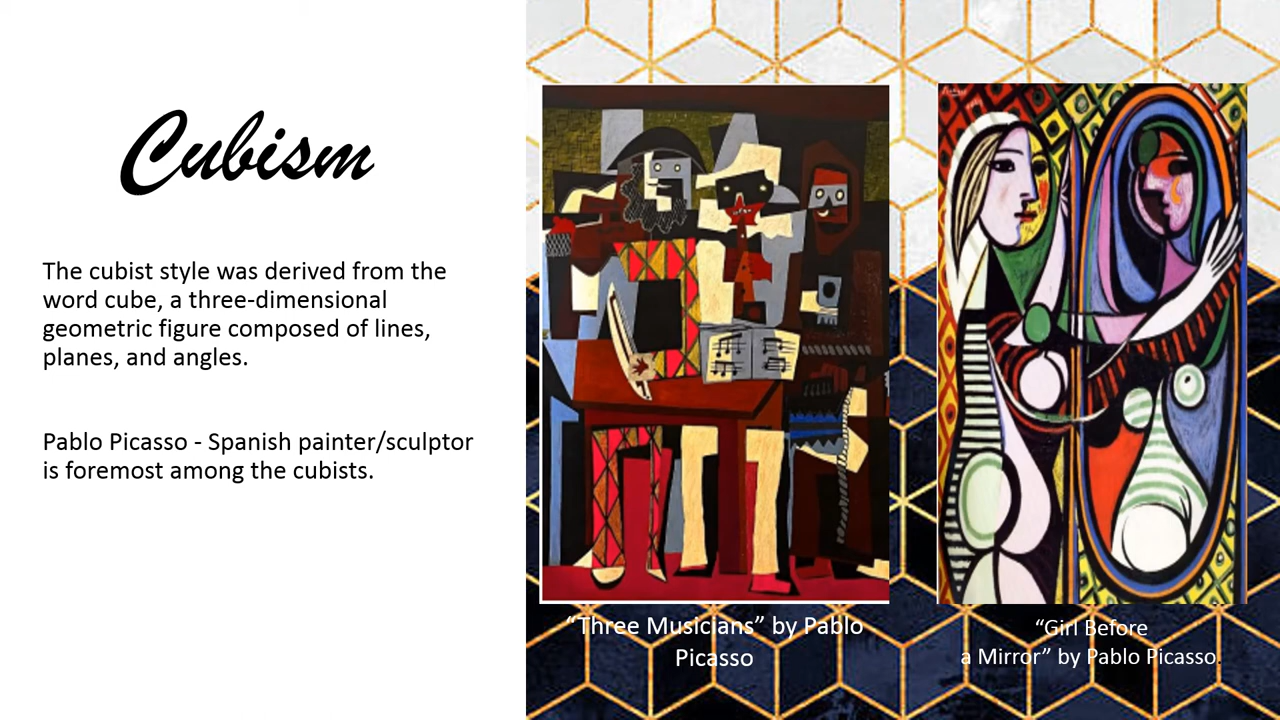 Cubism
The cubist style was derived from the
word cube, a three-dimensional
geometric figure composed of lines,
planes, and angles.
Pablo Picasso - Spanish painter/sculptor
is foremost among the cubists.
“Three Musicians” by Pablo
Picasso
“Girl Before
a Mirror” by Pablo Picasso.